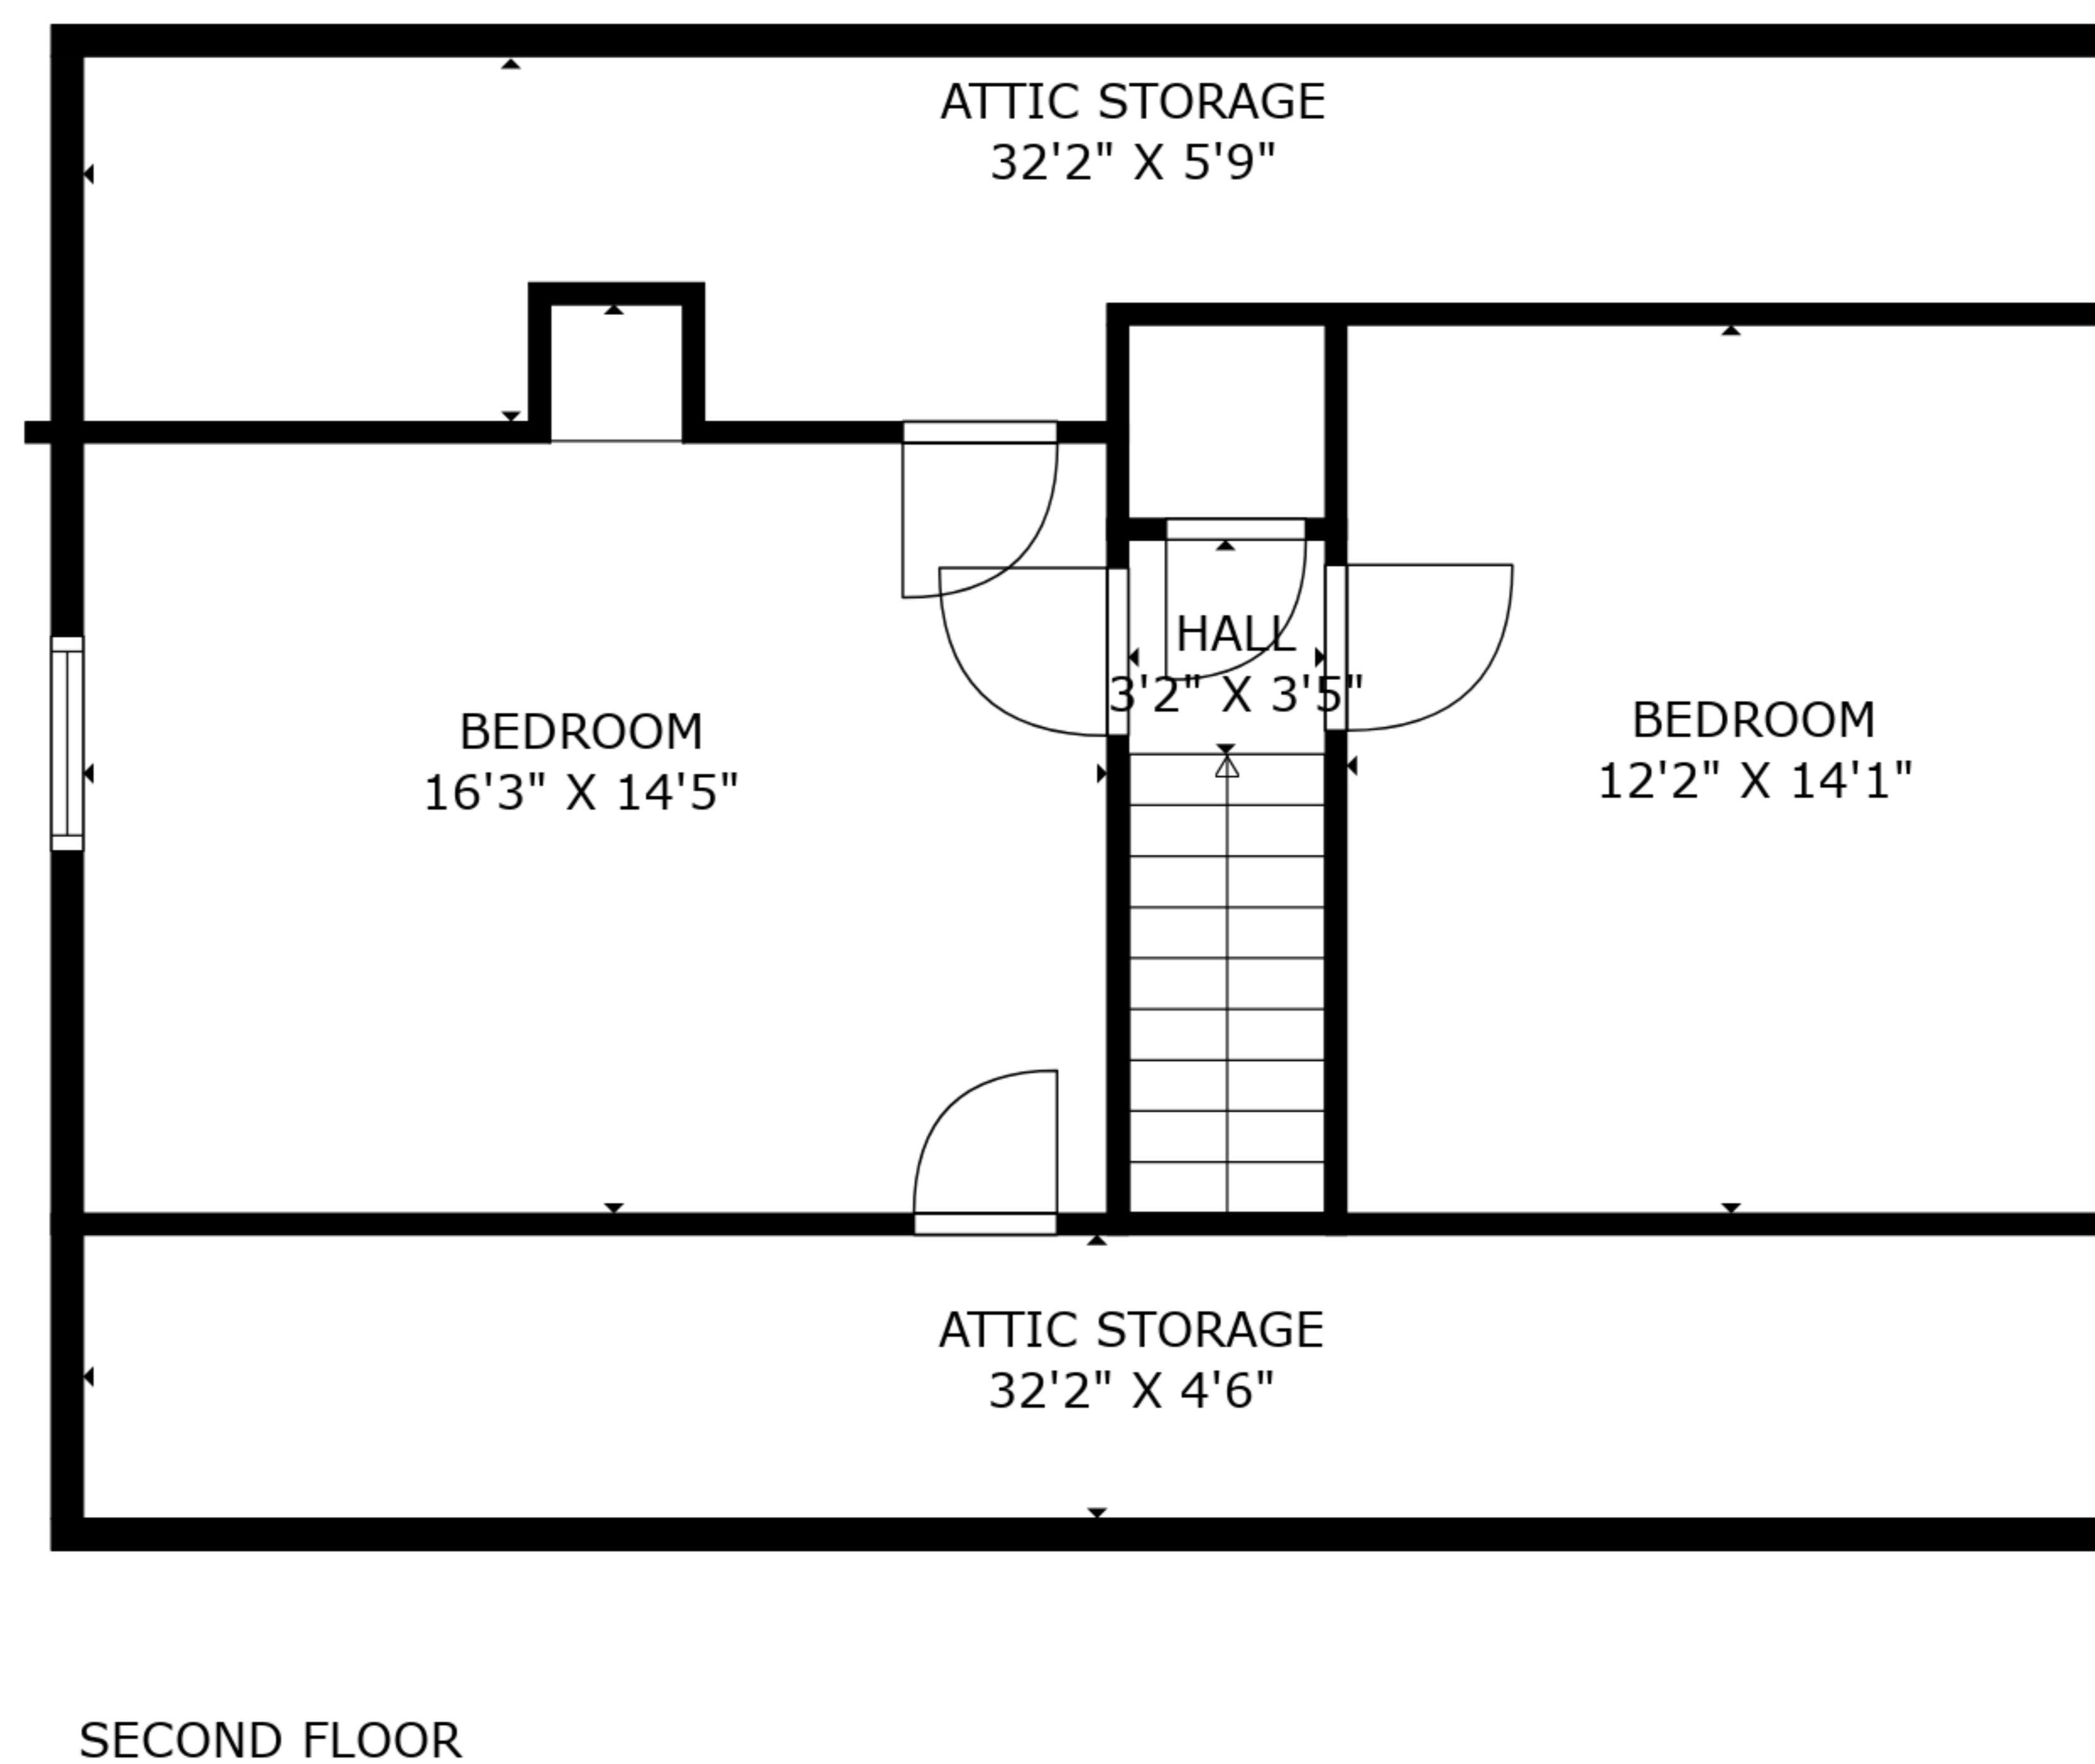 ATTIC STORAGE
32'2" X 5'9"
HALL
3'2" X 3'5"
BEDROOM
16'3" X 14'5"
BEDROOM
12'2" X 14'1"
ATTIC STORAGE
32'2" X 4'6"
SECOND FLOOR